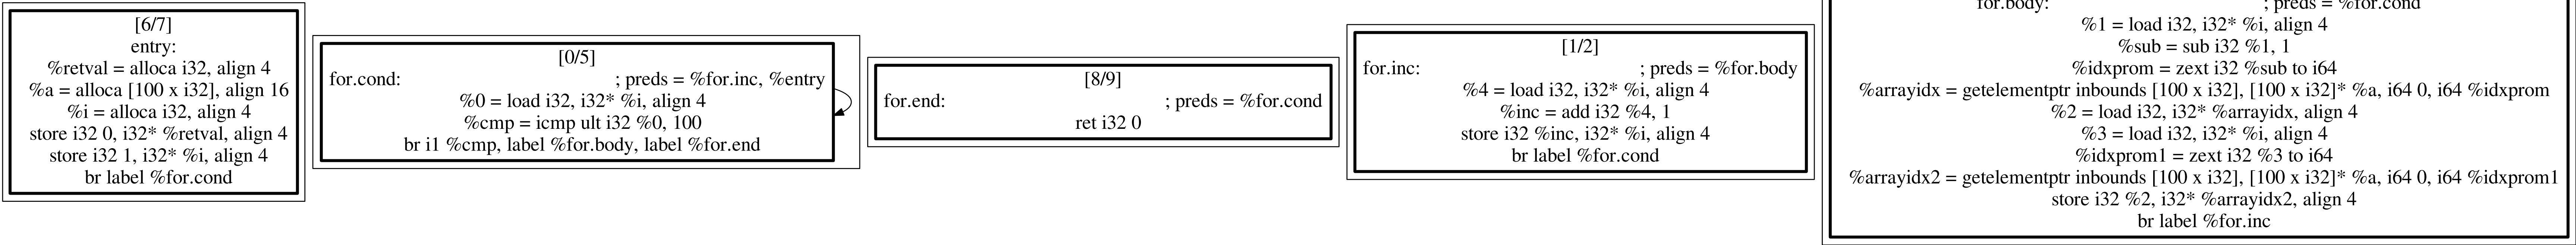 [6/7]
entry:
%retval = alloca i32, align 4
%a = alloca [100 x i32], align 16
%i = alloca i32, align 4
store i32 0, i32* %retval, align 4
store i32 1, i32* %i, align 4
br label %for.cond
[0/5]
for.cond: ; preds = %for.inc, %entry
%0 = load i32, i32* %i, align 4
%cmp = icmp ult i32 %0, 100
br i1 %cmp, label %for.body, label %for.end
[8/9]
for.end: ; preds = %for.cond
ret i32 0
[1/2]
for.inc: ; preds = %for.body
%4 = load i32, i32* %i, align 4
%inc = add i32 %4, 1
store i32 %inc, i32* %i, align 4
br label %for.cond
for.body: ; preds = %for.cond
%1 = load i32, i32* %i, align 4
%sub = sub i32 %1, 1
%idxprom = zext i32 %sub to i64
%arrayidx = getelementptr inbounds [100 x i32], [100 x i32]* %a, i64 0, i64 %idxprom
%2 = load i32, i32* %arrayidx, align 4
%3 = load i32, i32* %i, align 4
%idxprom1 = zext i32 %3 to i64
%arrayidx2 = getelementptr inbounds [100 x i32], [100 x i32]* %a, i64 0, i64 %idxprom1
store i32 %2, i32* %arrayidx2, align 4
br label %for.inc